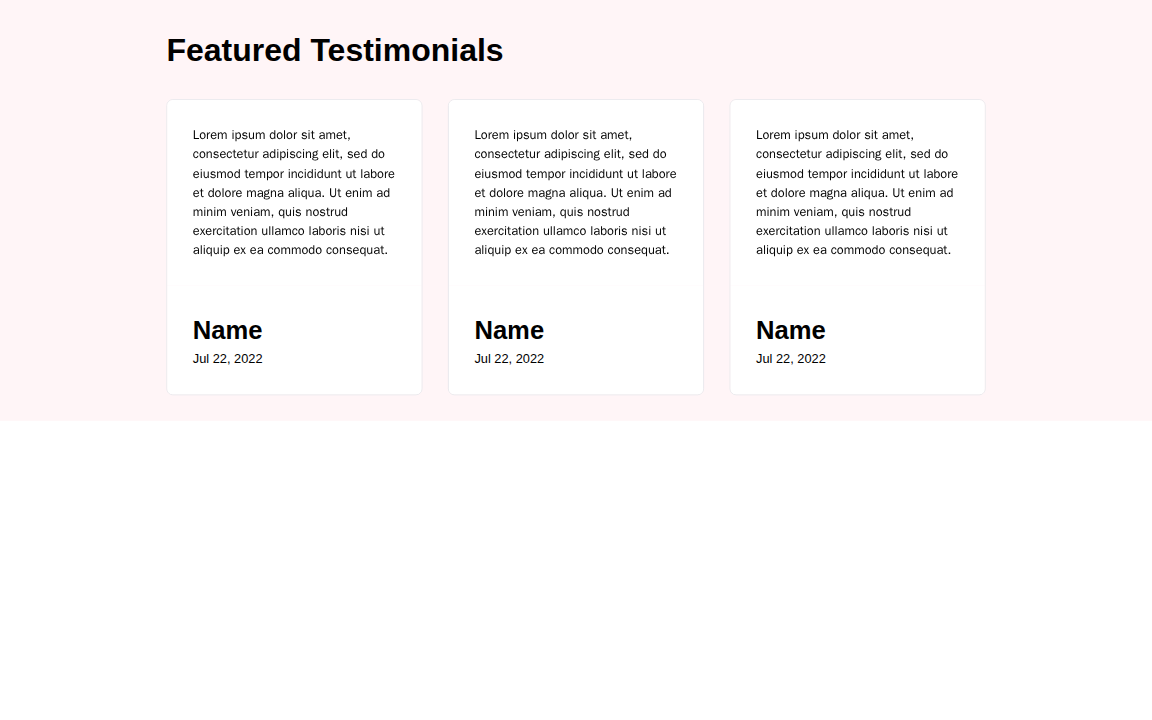 Featured Testimonials
Lorem ipsum dolor sit amet,
consectetur adipiscing elit, sed do
eiusmod tempor incididunt ut labore
et dolore magna aliqua. Ut enim ad
minim veniam, quis nostrud
exercitation ullamco laboris nisi ut
aliquip ex ea commodo consequat.
Name
Jul 22, 2022
Lorem ipsum dolor sit amet,
consectetur adipiscing elit, sed do
eiusmod tempor incididunt ut labore
et dolore magna aliqua. Ut enim ad
minim veniam, quis nostrud
exercitation ullamco laboris nisi ut
aliquip ex ea commodo consequat.
Name
Jul 22, 2022
Lorem ipsum dolor sit amet,
consectetur adipiscing elit, sed do
eiusmod tempor incididunt ut labore
et dolore magna aliqua. Ut enim ad
minim veniam, quis nostrud
exercitation ullamco laboris nisi ut
aliquip ex ea commodo consequat.
Name
Jul 22, 2022